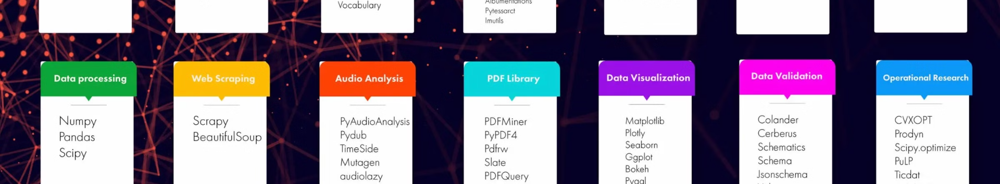 Vocabulary
Albumentations
Pytessarct
Imutils
Data processing
Numpy
Pandas
Scipy
Web Scraping
Scrapy
BeautifulSoup
Audio Analysis
PyAudioAnalysis
Pydub
TimeSide
Mutagen
audiolazy
PDF Library
PDFMiner
PyPDF4
Pdfrw
Slate
PDFQuery
Data Visualization
Matplotlib
Plotly
Seaborn
Ggplot
Bokeh
Pygal
Data Validation
Colander
Cerberus
Schematics
Schema
Jsonschema
Operational Research
CVXOPT
Prodyn
Scipy.optimize
PuLP
Ticdat